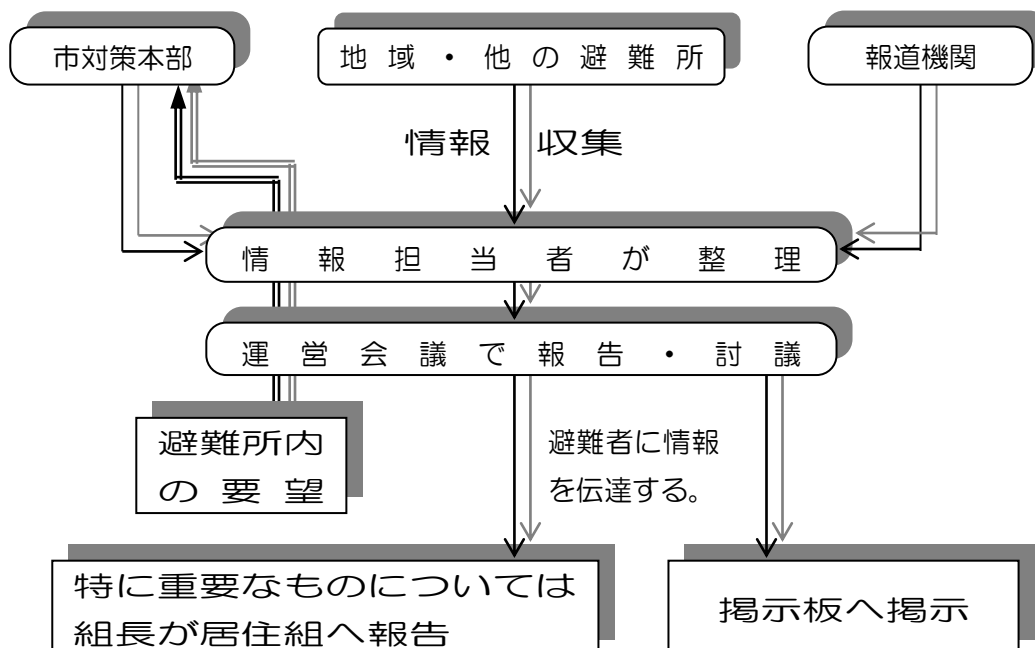 市対策本部
地域・他の避難所
報道機関
情報 収集
情報担当者が整理
運営会議で報告・討議
避難所内
の要望
避難者に情報
を伝達する。
特に重要なものについては
組長が居住組へ報告
掲示板へ掲示